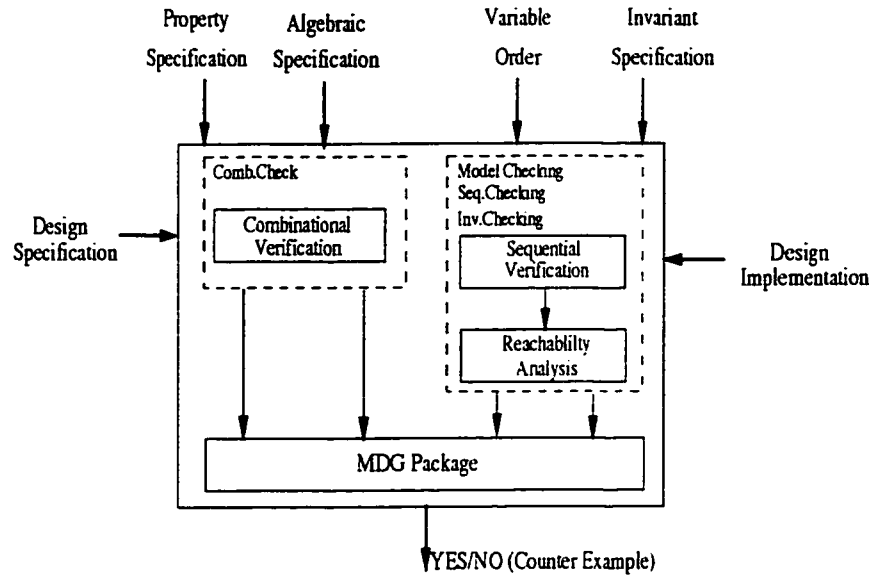 Property
Specification
Algebraic
Specification
Variable
Order
Invariant
Specification
Comb.Check
Combinational
Verification
Model Checking
Seq.Checking
Inv.Checking
Sequential
Verification
Reachablilty
Analysis
Design
Specification
Design
Implementation
MDG Package
YES/NO (Counter Example)